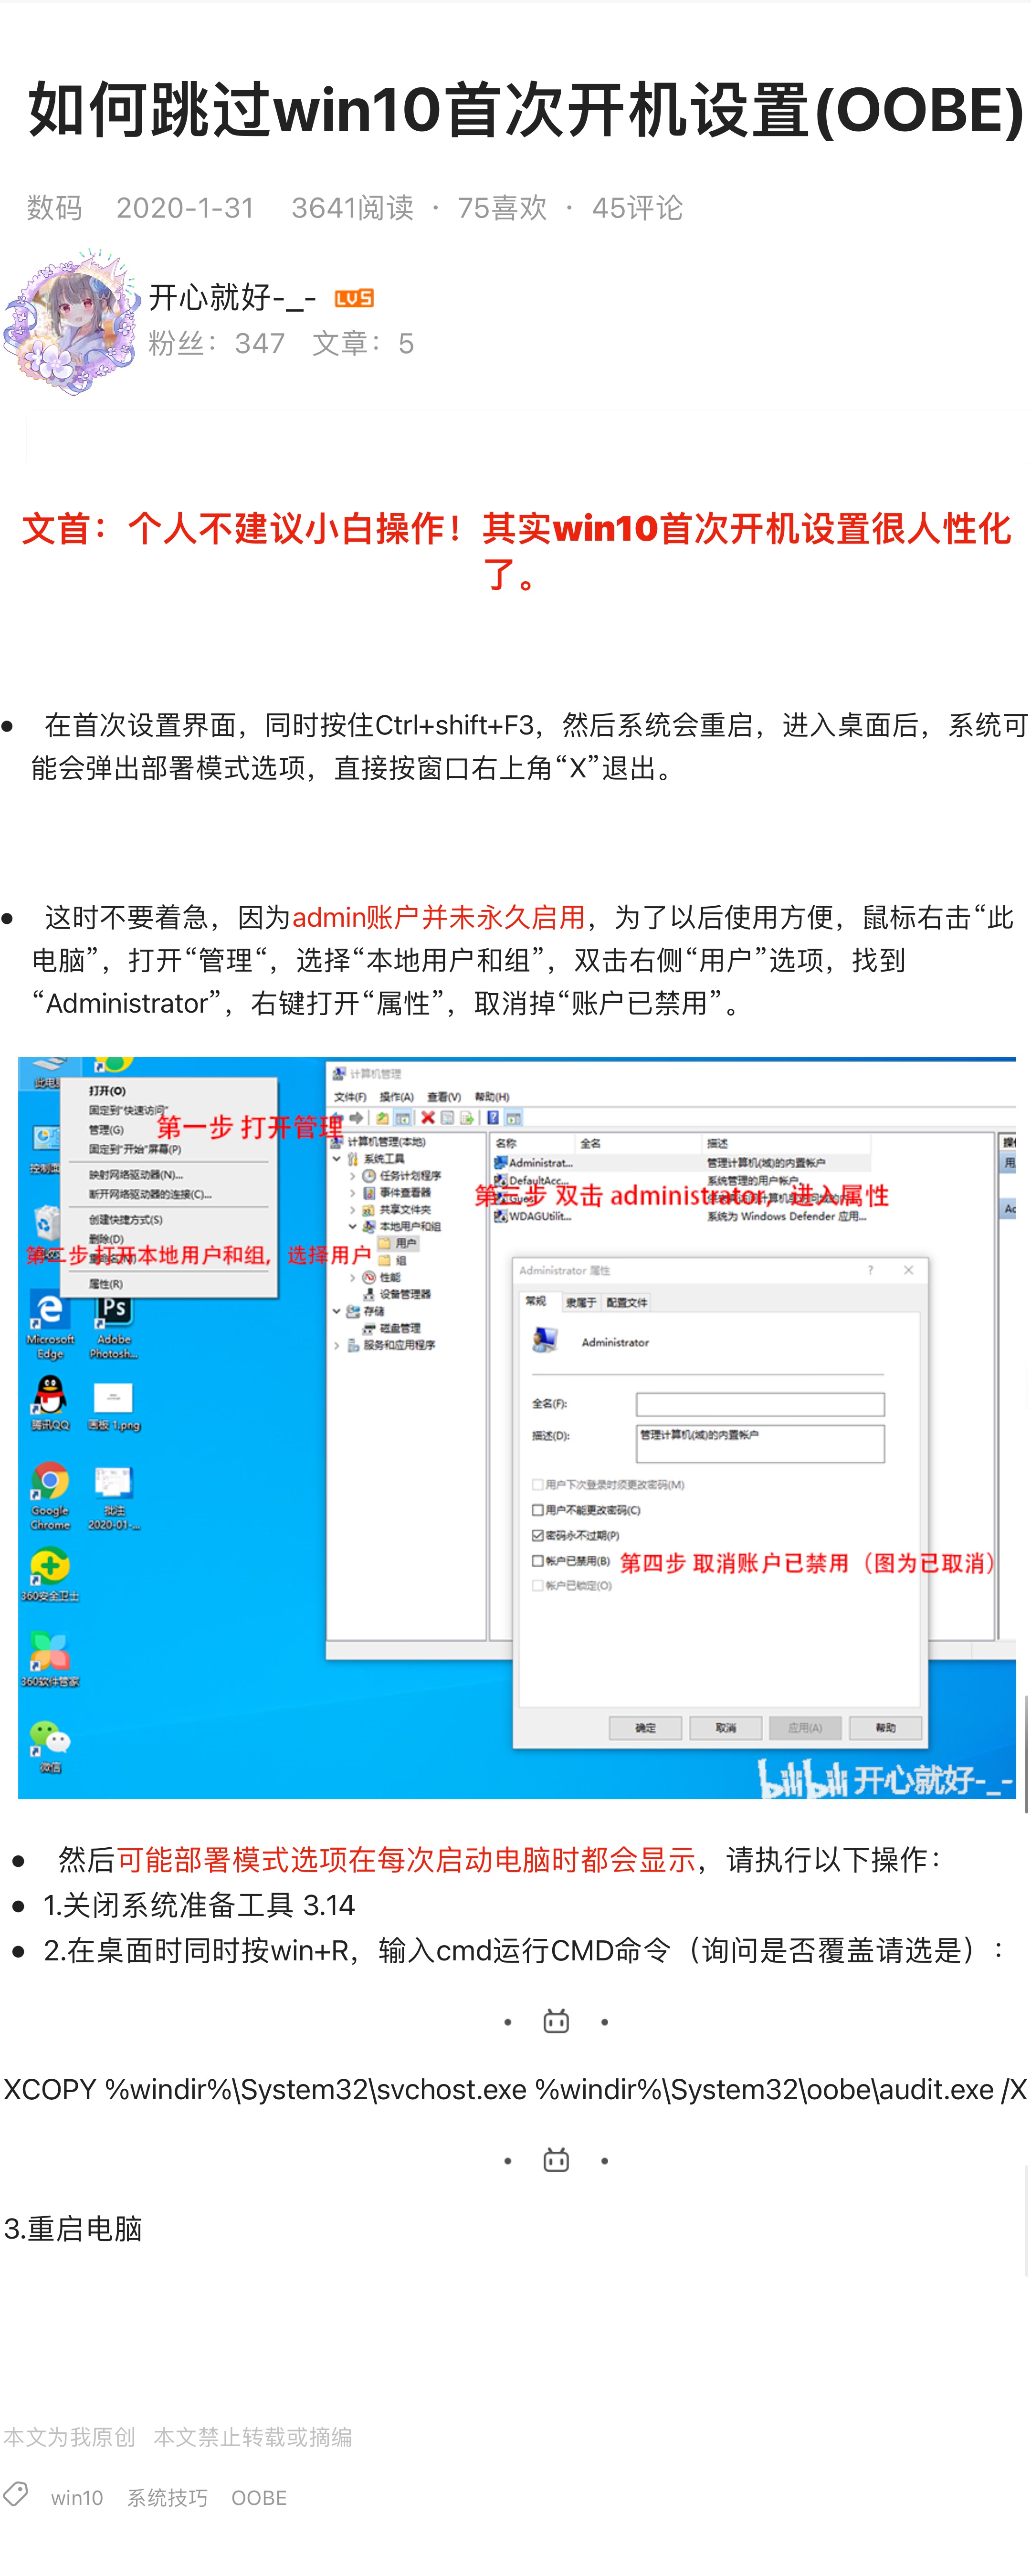 如何跳过win10首次开机设置(OOBE)
数码 2020-1-31 3641阅读 · 75喜欢 · 45评论
开心就好-_- LV5
粉丝：347 文章：5
文首：个人不建议小白操作！其实win10首次开机设置很人性化
了。
● 在首次设置界面，同时按住Ctrl+shift+F3，然后系统会重启，进入桌面后，系统可
能会弹出部署模式选项，直接按窗口右上角“X”退出。
● 这时不要着急，因为admin账户并未永久启用，为了以后使用方便，鼠标右击“此
电脑”，打开“管理“，选择“本地用户和组”，双击右侧“用户”选项，找到
“Administrator”，右键打开“属性”，取消掉“账户已禁用”。
此电脑
打开(O)
固定到"快速访问"
管理(G)
固定到"开始"屏幕(P)
映射网络驱动器(N)...
断开网络驱动器的连接(C)...
创建快捷方式(S)
删除(D)
属性(R)
第一步 打开管理
第二步 打开本地用户和组，选择用户
Microsoft
Edge
Ps
Adobe
Photosh...
腾讯QQ
画板 1.png
Google
Chrome
批注
2020-01-...
360安全卫士
360软件管家
微信
计算机管理
文件(F) 操作(A) 查看(V) 帮助(H)
计算机管理(本地)
系统工具
任务计划程序
事件查看器
共享文件夹
本地用户和组
用户
组
性能
设备管理器
存储
磁盘管理
服务和应用程序
名称 全名 描述
Administrat... 管理计算机(域)的内置帐户
DefaultAcc... 系统管理的用户帐户。
Guest
WDAGUtilit... 系统为 Windows Defender 应用...
第三步 双击 administrator，进入属性
Administrator 属性 ? ×
常规 隶属于 配置文件
Administrator
全名(F):
描述(D): 管理计算机(域)的内置帐户
用户下次登录时须更改密码(M)
用户不能更改密码(C)
密码永不过期(P)
帐户已禁用(B) 第四步 取消账户已禁用（图为已取消）
帐户已锁定(O)
确定 取消 应用(A) 帮助
bilibili 开心就好-_-
● 然后可能部署模式选项在每次启动电脑时都会显示，请执行以下操作：
● 1.关闭系统准备工具 3.14
● 2.在桌面时同时按win+R，输入cmd运行CMD命令（询问是否覆盖请选是）：
XCOPY %windir%\System32\svchost.exe %windir%\System32\oobe\audit.exe /X
3.重启电脑
本文为我原创 本文禁止转载或摘编
win10 系统技巧 OOBE